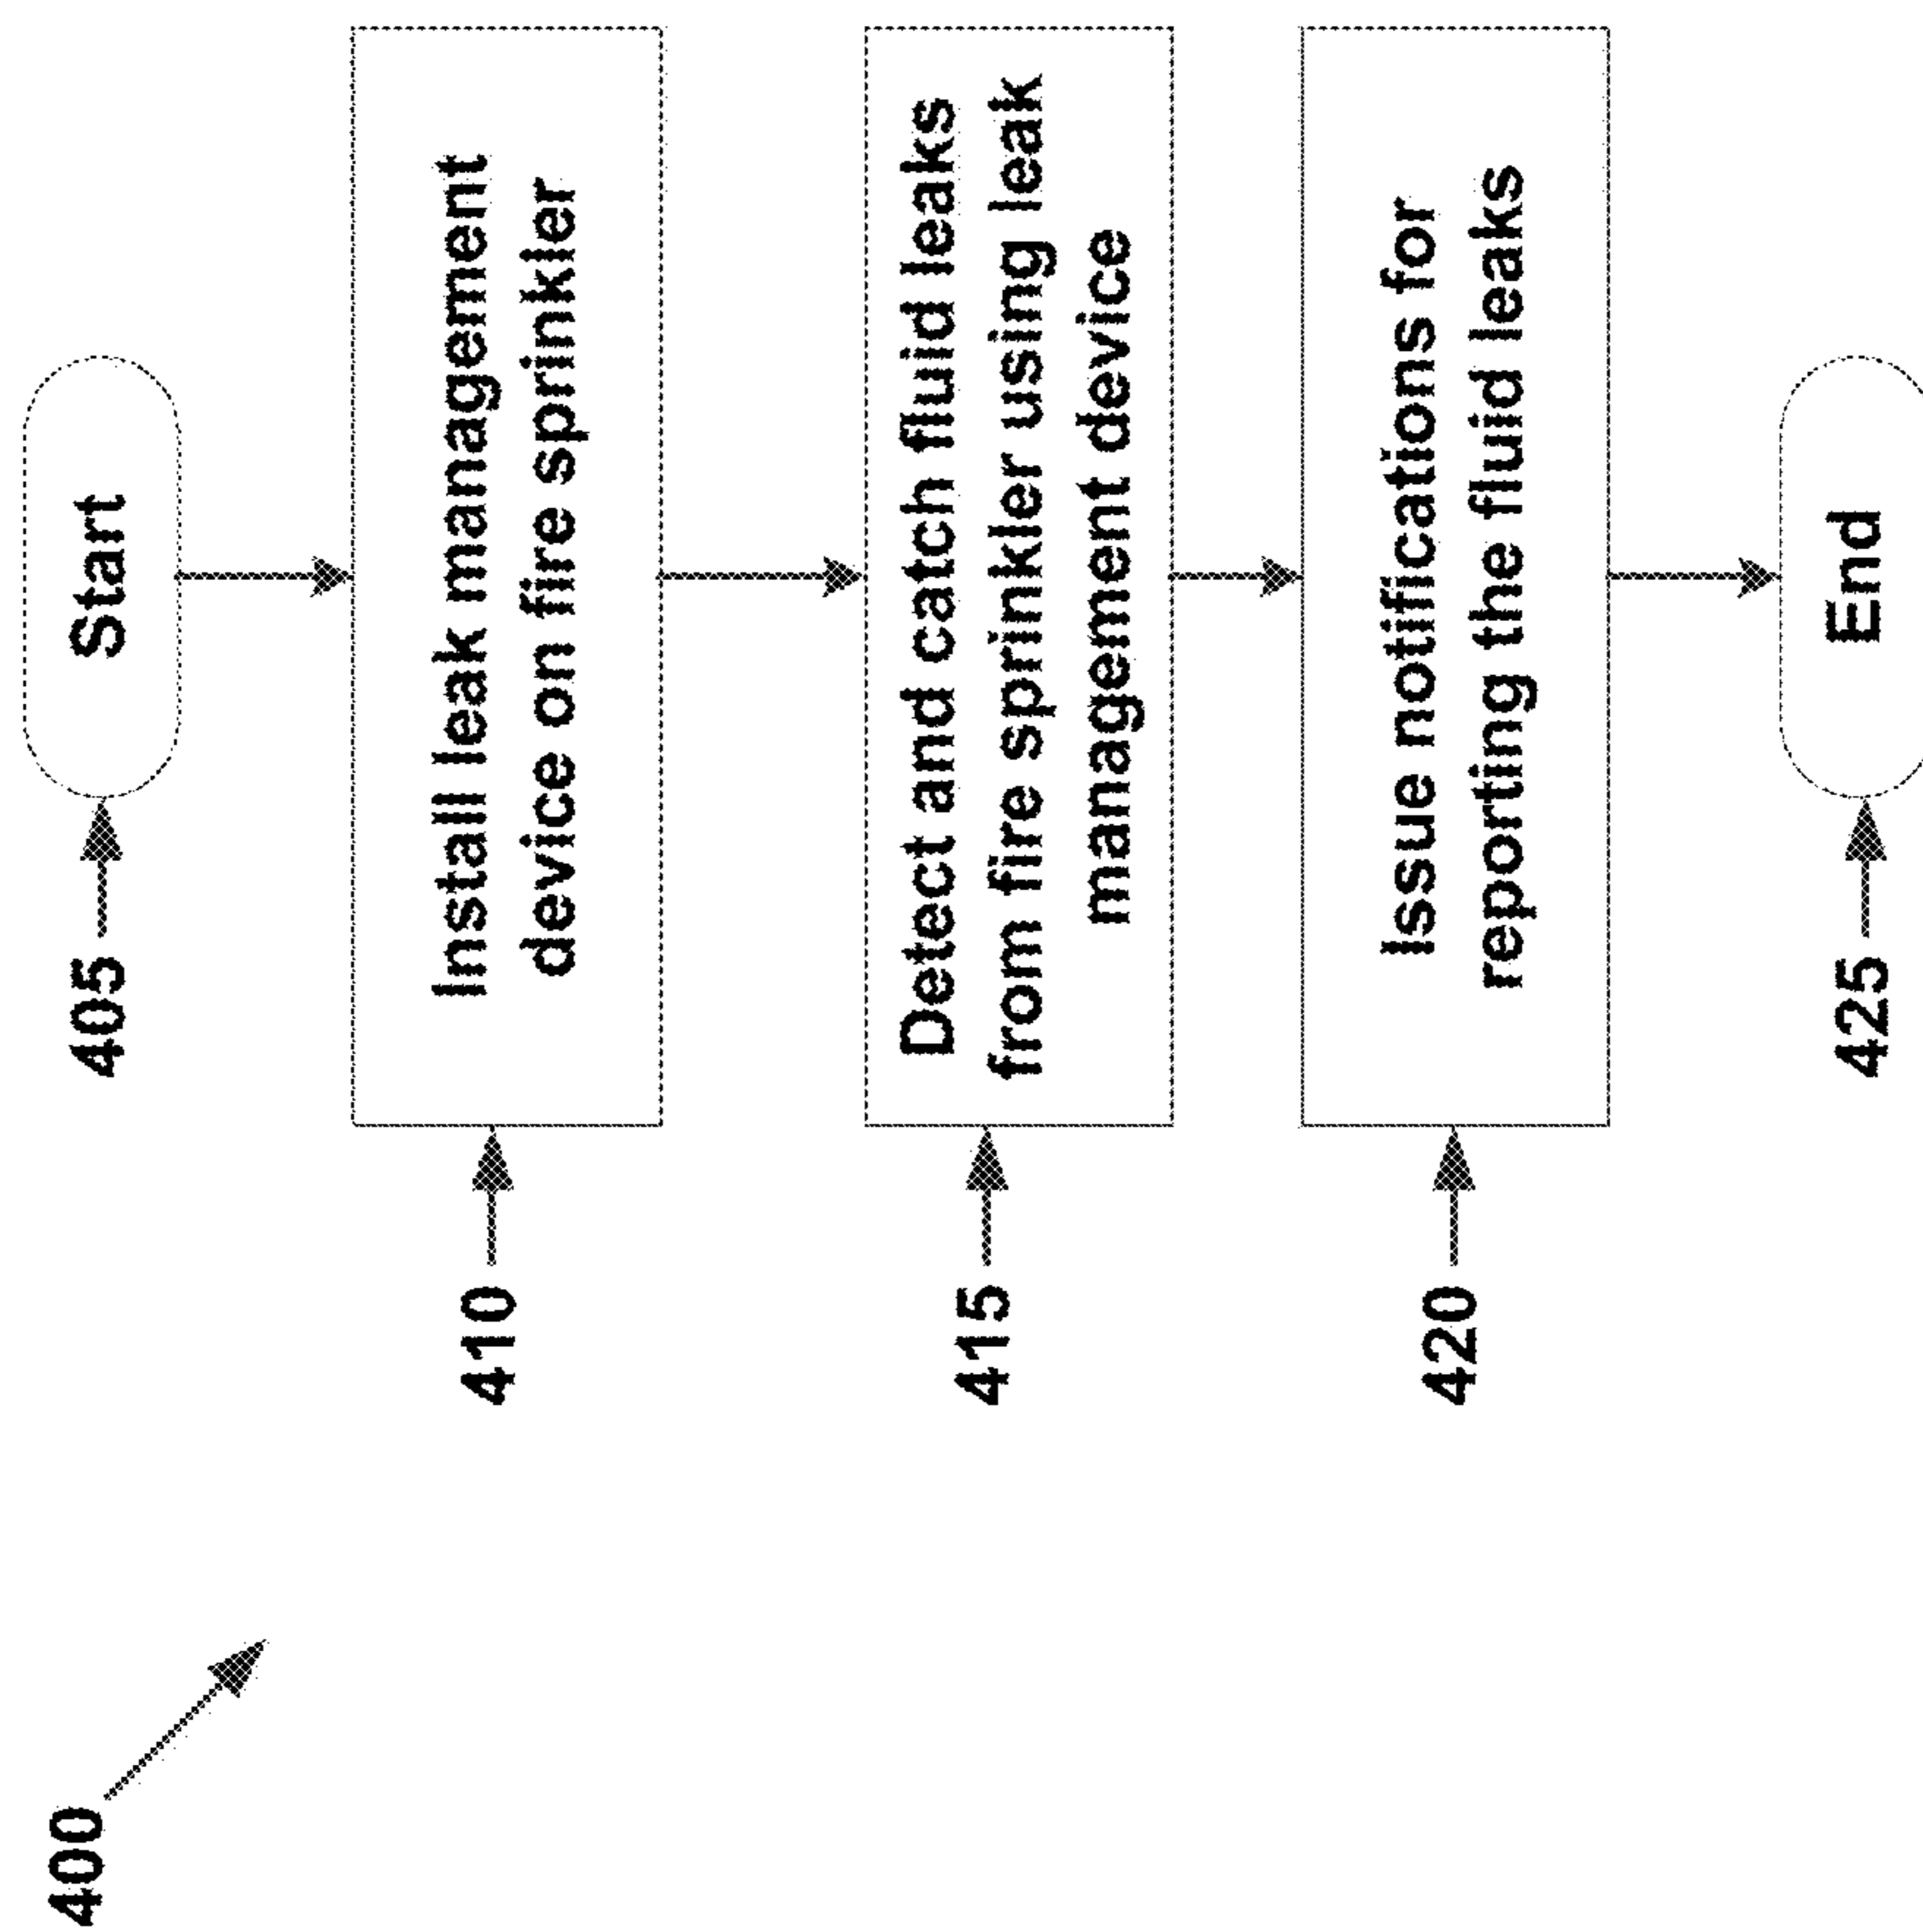 400
405
Start
410
Install leak management
device on fire sprinkler
415
Detect and catch fluid leaks
from fire sprinkler using leak
management device
420
Issue notifications for
reporting the fluid leaks
425
End